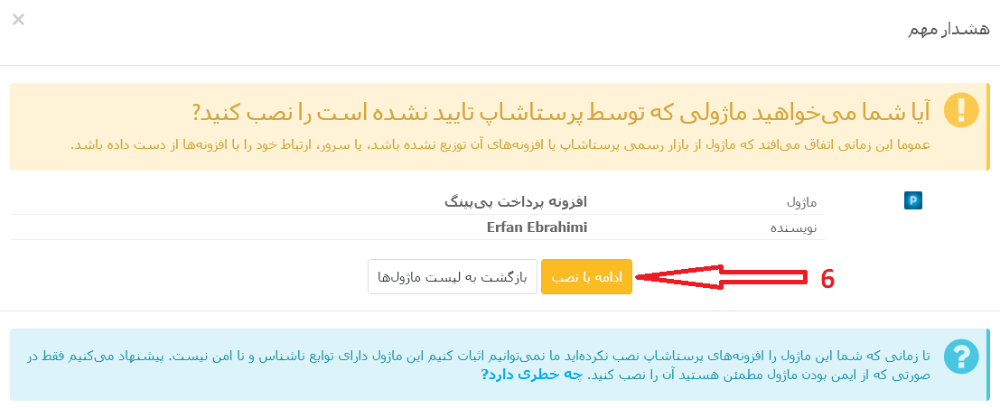 ×
هشدار مهم
آیا شما می‌خواهید ماژولی که توسط پرستاشاپ تایید نشده است را نصب کنید?
عموما این زمانی اتفاق می‌افتد که ماژول از بازار رسمی پرستاشاپ یا افزونه‌های آن توزیع نشده باشد، یا سرور، ارتباط خود را با افزونه‌ها از دست داده باشد.
P
ماژول افزونه پرداخت پی‌پینگ
نویسنده Erfan Ebrahimi
6 ادامه با نصب بازگشت به لیست ماژول‌ها
تا زمانی که شما این ماژول را افزونه‌های پرستاشاپ نصب نکرده‌اید ما نمی‌توانیم اثبات کنیم این ماژول دارای توابع ناشناس و نا امن نیست. پیشنهاد می‌کنیم فقط در
صورتی که از ایمن بودن ماژول مطمئن هستید آن را نصب کنید. چه خطری دارد?